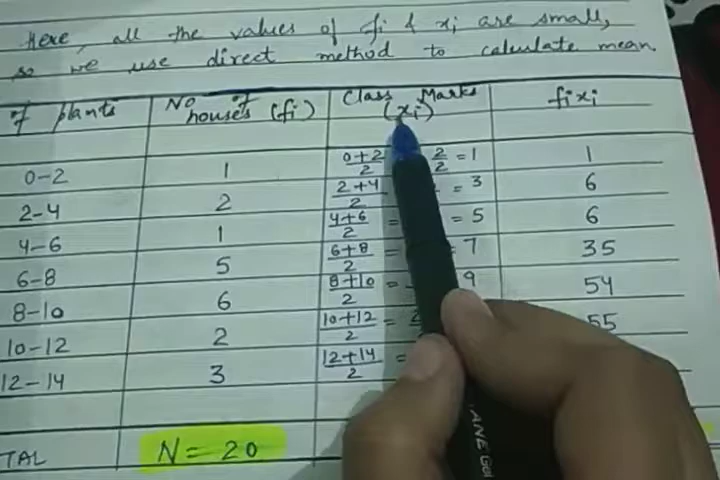 Here, all the values of fi & xi are small,
so we use direct method to calculate mean.
of plants No of houses (fi) Class Marks (xi) fixi
0-2 1 0+2/2 2/2 = 1 1
2-4 2 2+4/2 = 3 6
4-6 1 4+6/2 = = 5 6
6-8 5 6+8/2 = = 7 35
8-10 6 8+10/2 = 9 54
10-12 2 10+12/2 = 55
12-14 3 12+14/2 =
TAL N = 20